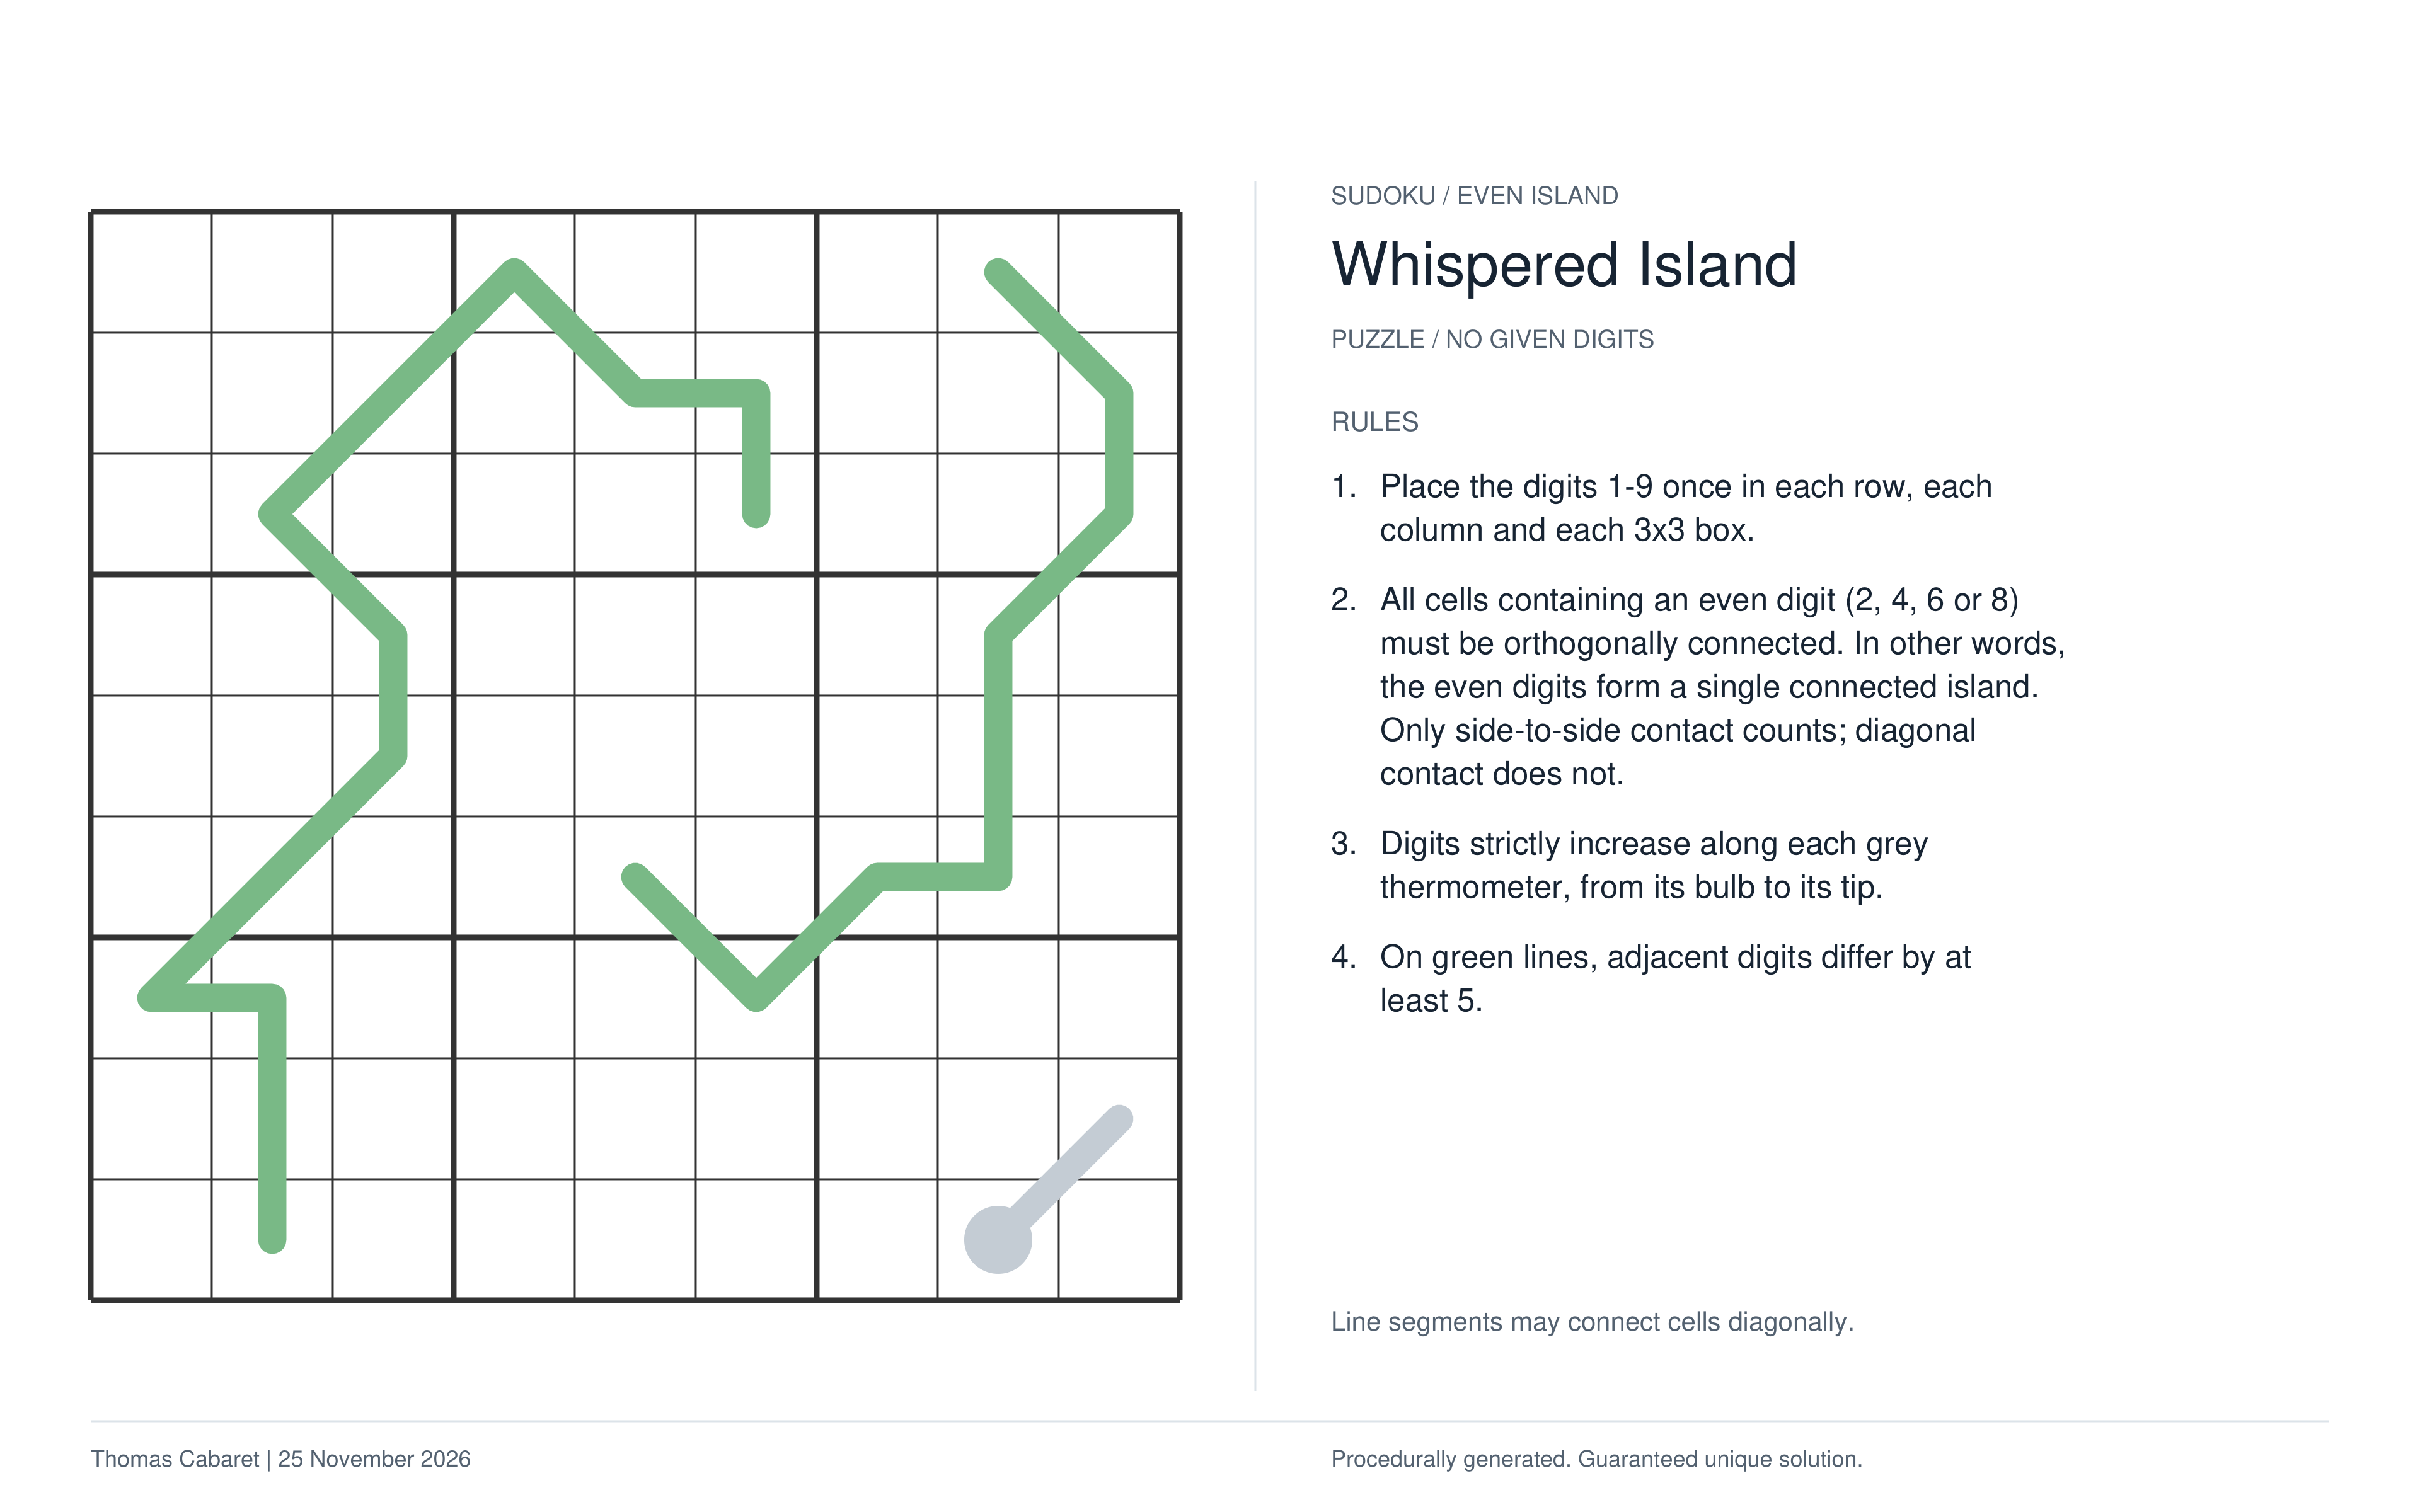 SUDOKU / EVEN ISLAND
Whispered Island
PUZZLE / NO GIVEN DIGITS
RULES
1. Place the digits 1-9 once in each row, each
column and each 3x3 box.
2. All cells containing an even digit (2, 4, 6 or 8)
must be orthogonally connected. In other words,
the even digits form a single connected island.
Only side-to-side contact counts; diagonal
contact does not.
3. Digits strictly increase along each grey
thermometer, from its bulb to its tip.
4. On green lines, adjacent digits differ by at
least 5.
Line segments may connect cells diagonally.
Thomas Cabaret | 25 November 2026
Procedurally generated. Guaranteed unique solution.